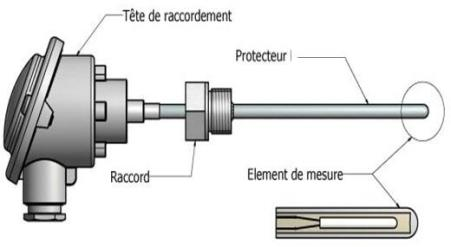 Tête de raccordement
Protecteur
Raccord
Element de mesure